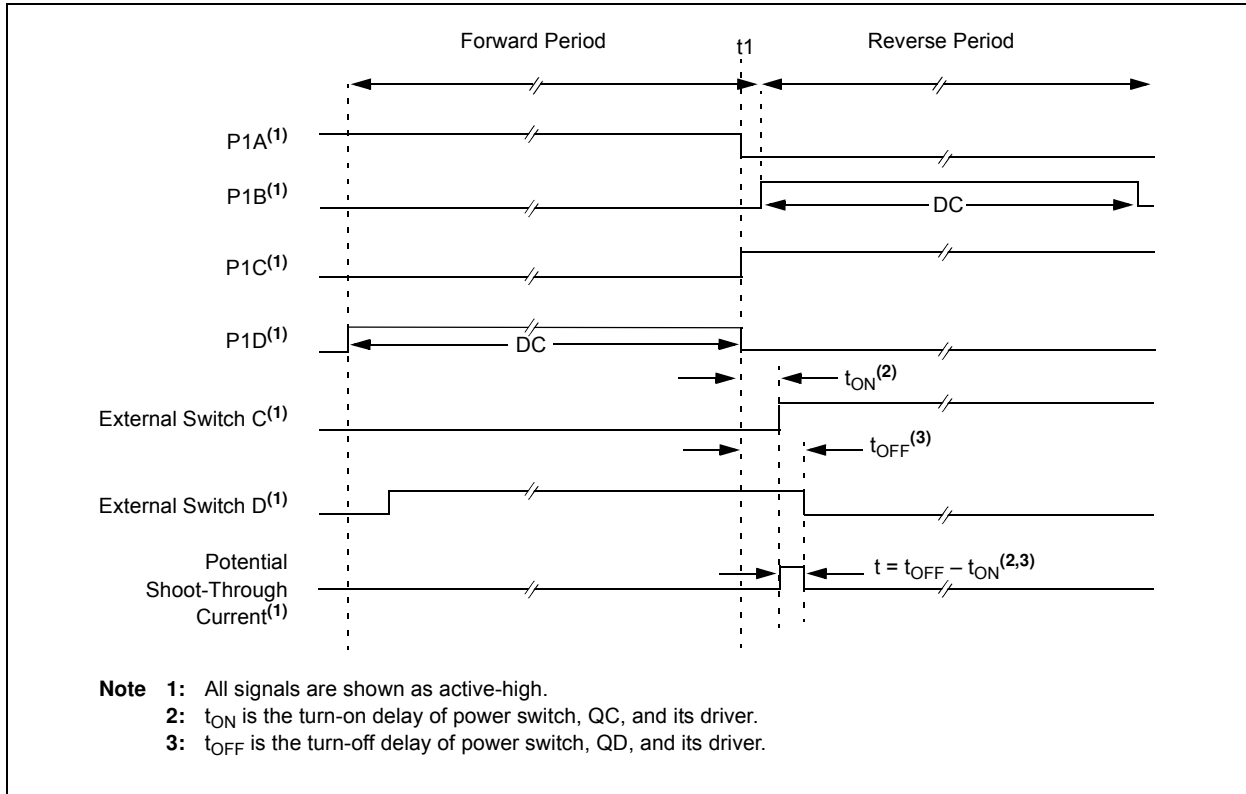 Forward Period
t1
Reverse Period
P1A(1)
P1B(1)
DC
P1C(1)
P1D(1)
DC
tON(2)
External Switch C(1)
tOFF(3)
External Switch D(1)
Potential
Shoot-Through
Current(1)
t = tOFF – tON(2,3)
Note 1: All signals are shown as active-high.
2: tON is the turn-on delay of power switch, QC, and its driver.
3: tOFF is the turn-off delay of power switch, QD, and its driver.